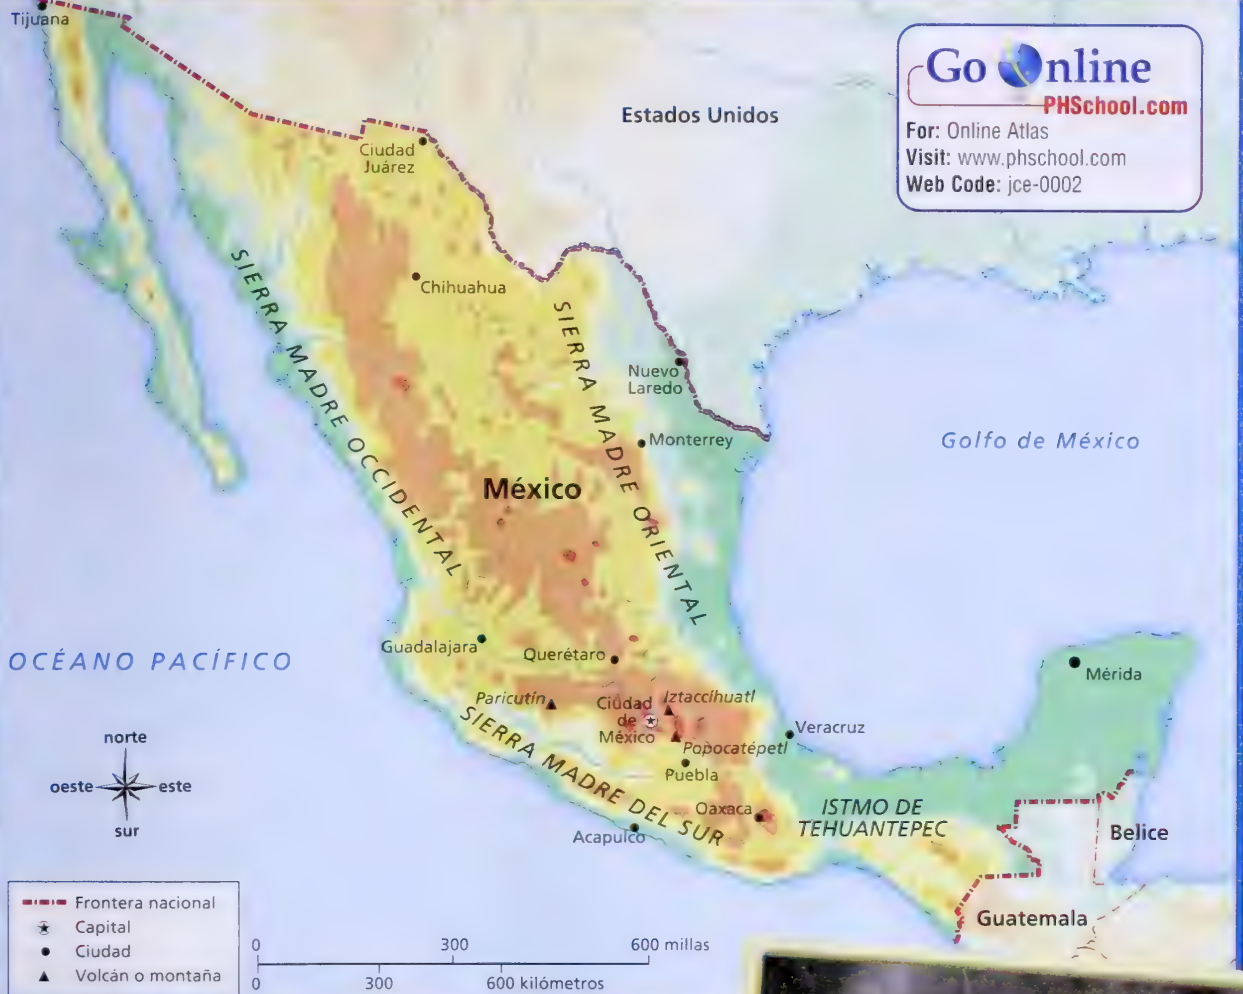 Tijuana
Go Online
PHSchool.com
For: Online Atlas
Visit: www.phschool.com
Web Code: jce-0002
Estados Unidos
Ciudad
Juárez
Chihuahua
SIERRA MADRE OCCIDENTAL
SIERRA MADRE ORIENTAL
Nuevo
Laredo
Monterrey
Golfo de México
México
Guadalajara
Querétaro
OCÉANO PACÍFICO
Mérida
Paricutín
Ciudad
de
México
Iztaccíhuatl
Popocatépetl
Veracruz
Puebla
SIERRA MADRE DEL SUR
Oaxaca
Acapulco
ISTMO DE
TEHUANTEPEC
Belice
Guatemala
norte
oeste
este
sur
Frontera nacional
Capital
Ciudad
Volcán o montaña
0 300 600 millas
0 300 600 kilómetros